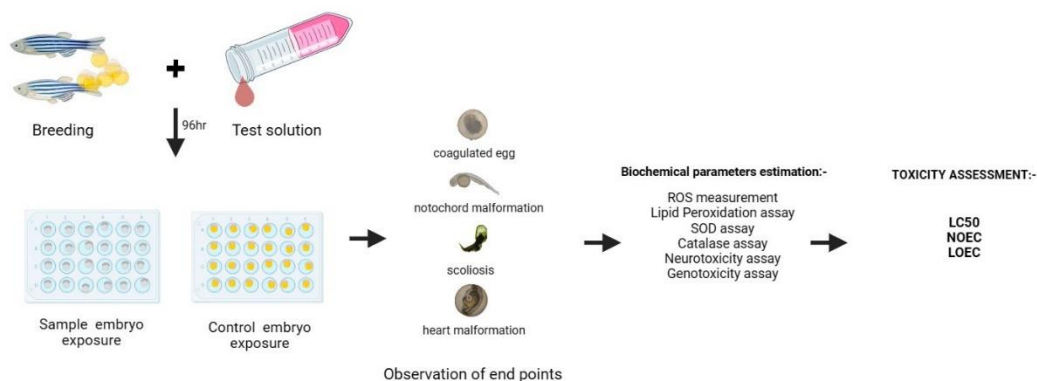 Breeding
Test solution
96hr
Sample embryo
exposure
Control embryo
exposure
coagulated egg
notochord malformation
scoliosis
heart malformation
Observation of end points
Biochemical parameters estimation:-
ROS measurement
Lipid Peroxidation assay
SOD assay
Catalase assay
Neurotoxicity assay
Genotoxicity assay
TOXICITY ASSESSMENT:-
LC50
NOEC
LOEC